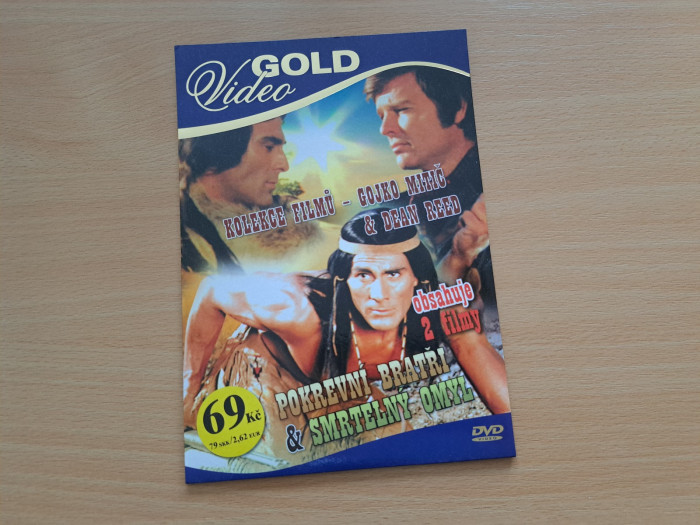 GOLD
Video
KOLEKCE FILMŮ – GOJKO MITIČ
& DEAN REED
obsahuje
2 filmy
POKREVNÍ BRATŘI
& SMRTELNÝ OMYL
69 Kč
79 SKK/2,62 EUR
DVD
VIDEO